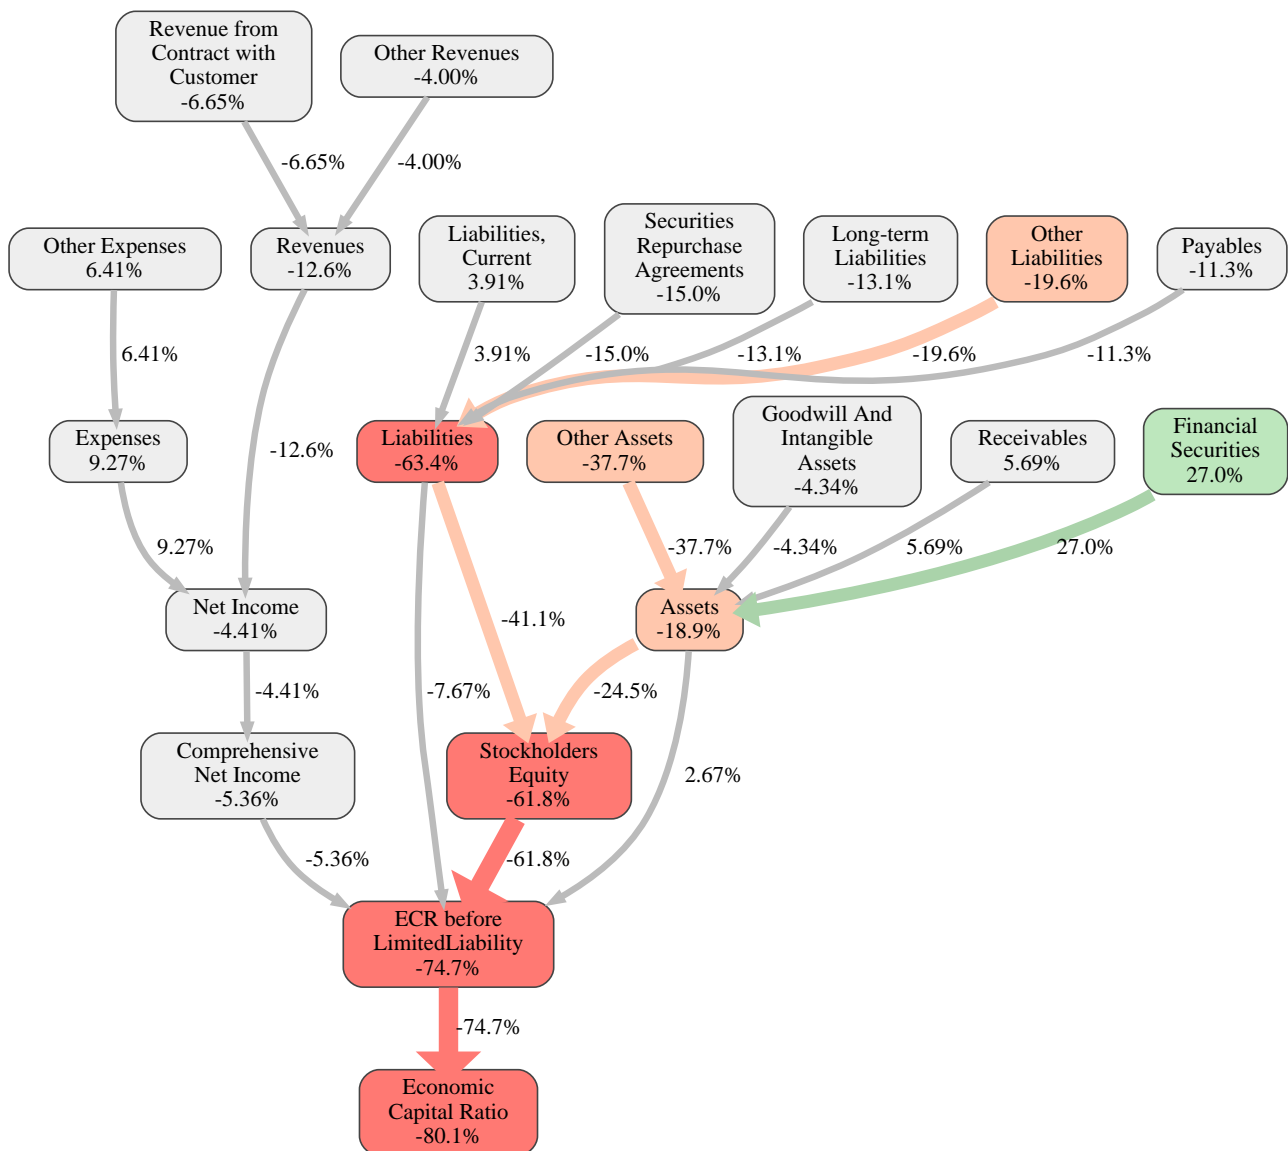 Revenue from
Contract with
Customer
-6.65%
Other Revenues
-4.00%
-6.65%
-4.00%
Other Expenses
6.41%
Revenues
-12.6%
Liabilities,
Current
3.91%
Securities
Repurchase
Agreements
-15.0%
Long-term
Liabilities
-13.1%
Other
Liabilities
-19.6%
Payables
-11.3%
6.41%
3.91%
-15.0%
-13.1%
-19.6%
-11.3%
Expenses
9.27%
-12.6%
Liabilities
-63.4%
Other Assets
-37.7%
Goodwill And
Intangible
Assets
-4.34%
Receivables
5.69%
Financial
Securities
27.0%
9.27%
-37.7%
-4.34%
5.69%
27.0%
Net Income
-4.41%
-41.1%
Assets
-18.9%
-4.41%
-7.67%
-24.5%
Comprehensive
Net Income
-5.36%
Stockholders
Equity
-61.8%
2.67%
-5.36%
-61.8%
ECR before
LimitedLiability
-74.7%
-74.7%
Economic
Capital Ratio
-80.1%